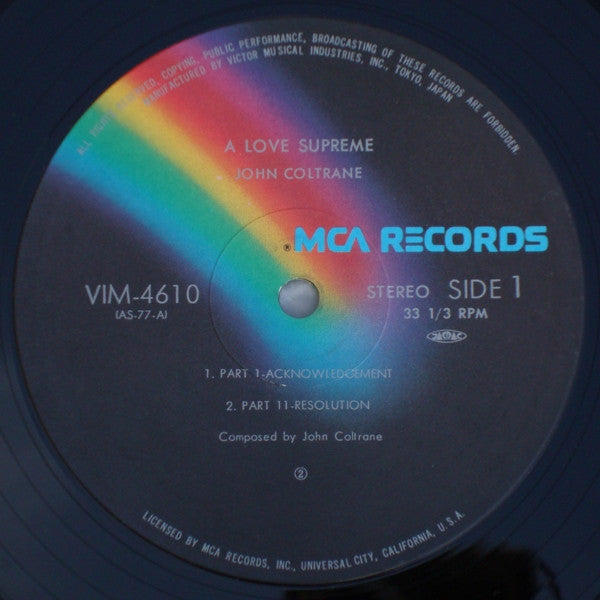 ALL RIGHTS RESERVED, COPYING, PUBLIC PERFORMANCE, BROADCASTING OF THESE RECORDS ARE FORBIDDEN.
MANUFACTURED BY VICTOR MUSICAL INDUSTRIES, INC., TOKYO, JAPAN
A LOVE SUPREME
JOHN COLTRANE
® MCA RECORDS
VIM-4610
(AS-77-A)
STEREO SIDE 1
33 1/3 RPM
JASRAC
1. PART 1-ACKNOWLEDGEMENT
2. PART 11-RESOLUTION
Composed by John Coltrane
②
LICENSED BY MCA RECORDS, INC., UNIVERSAL CITY, CALIFORNIA, U.S.A.